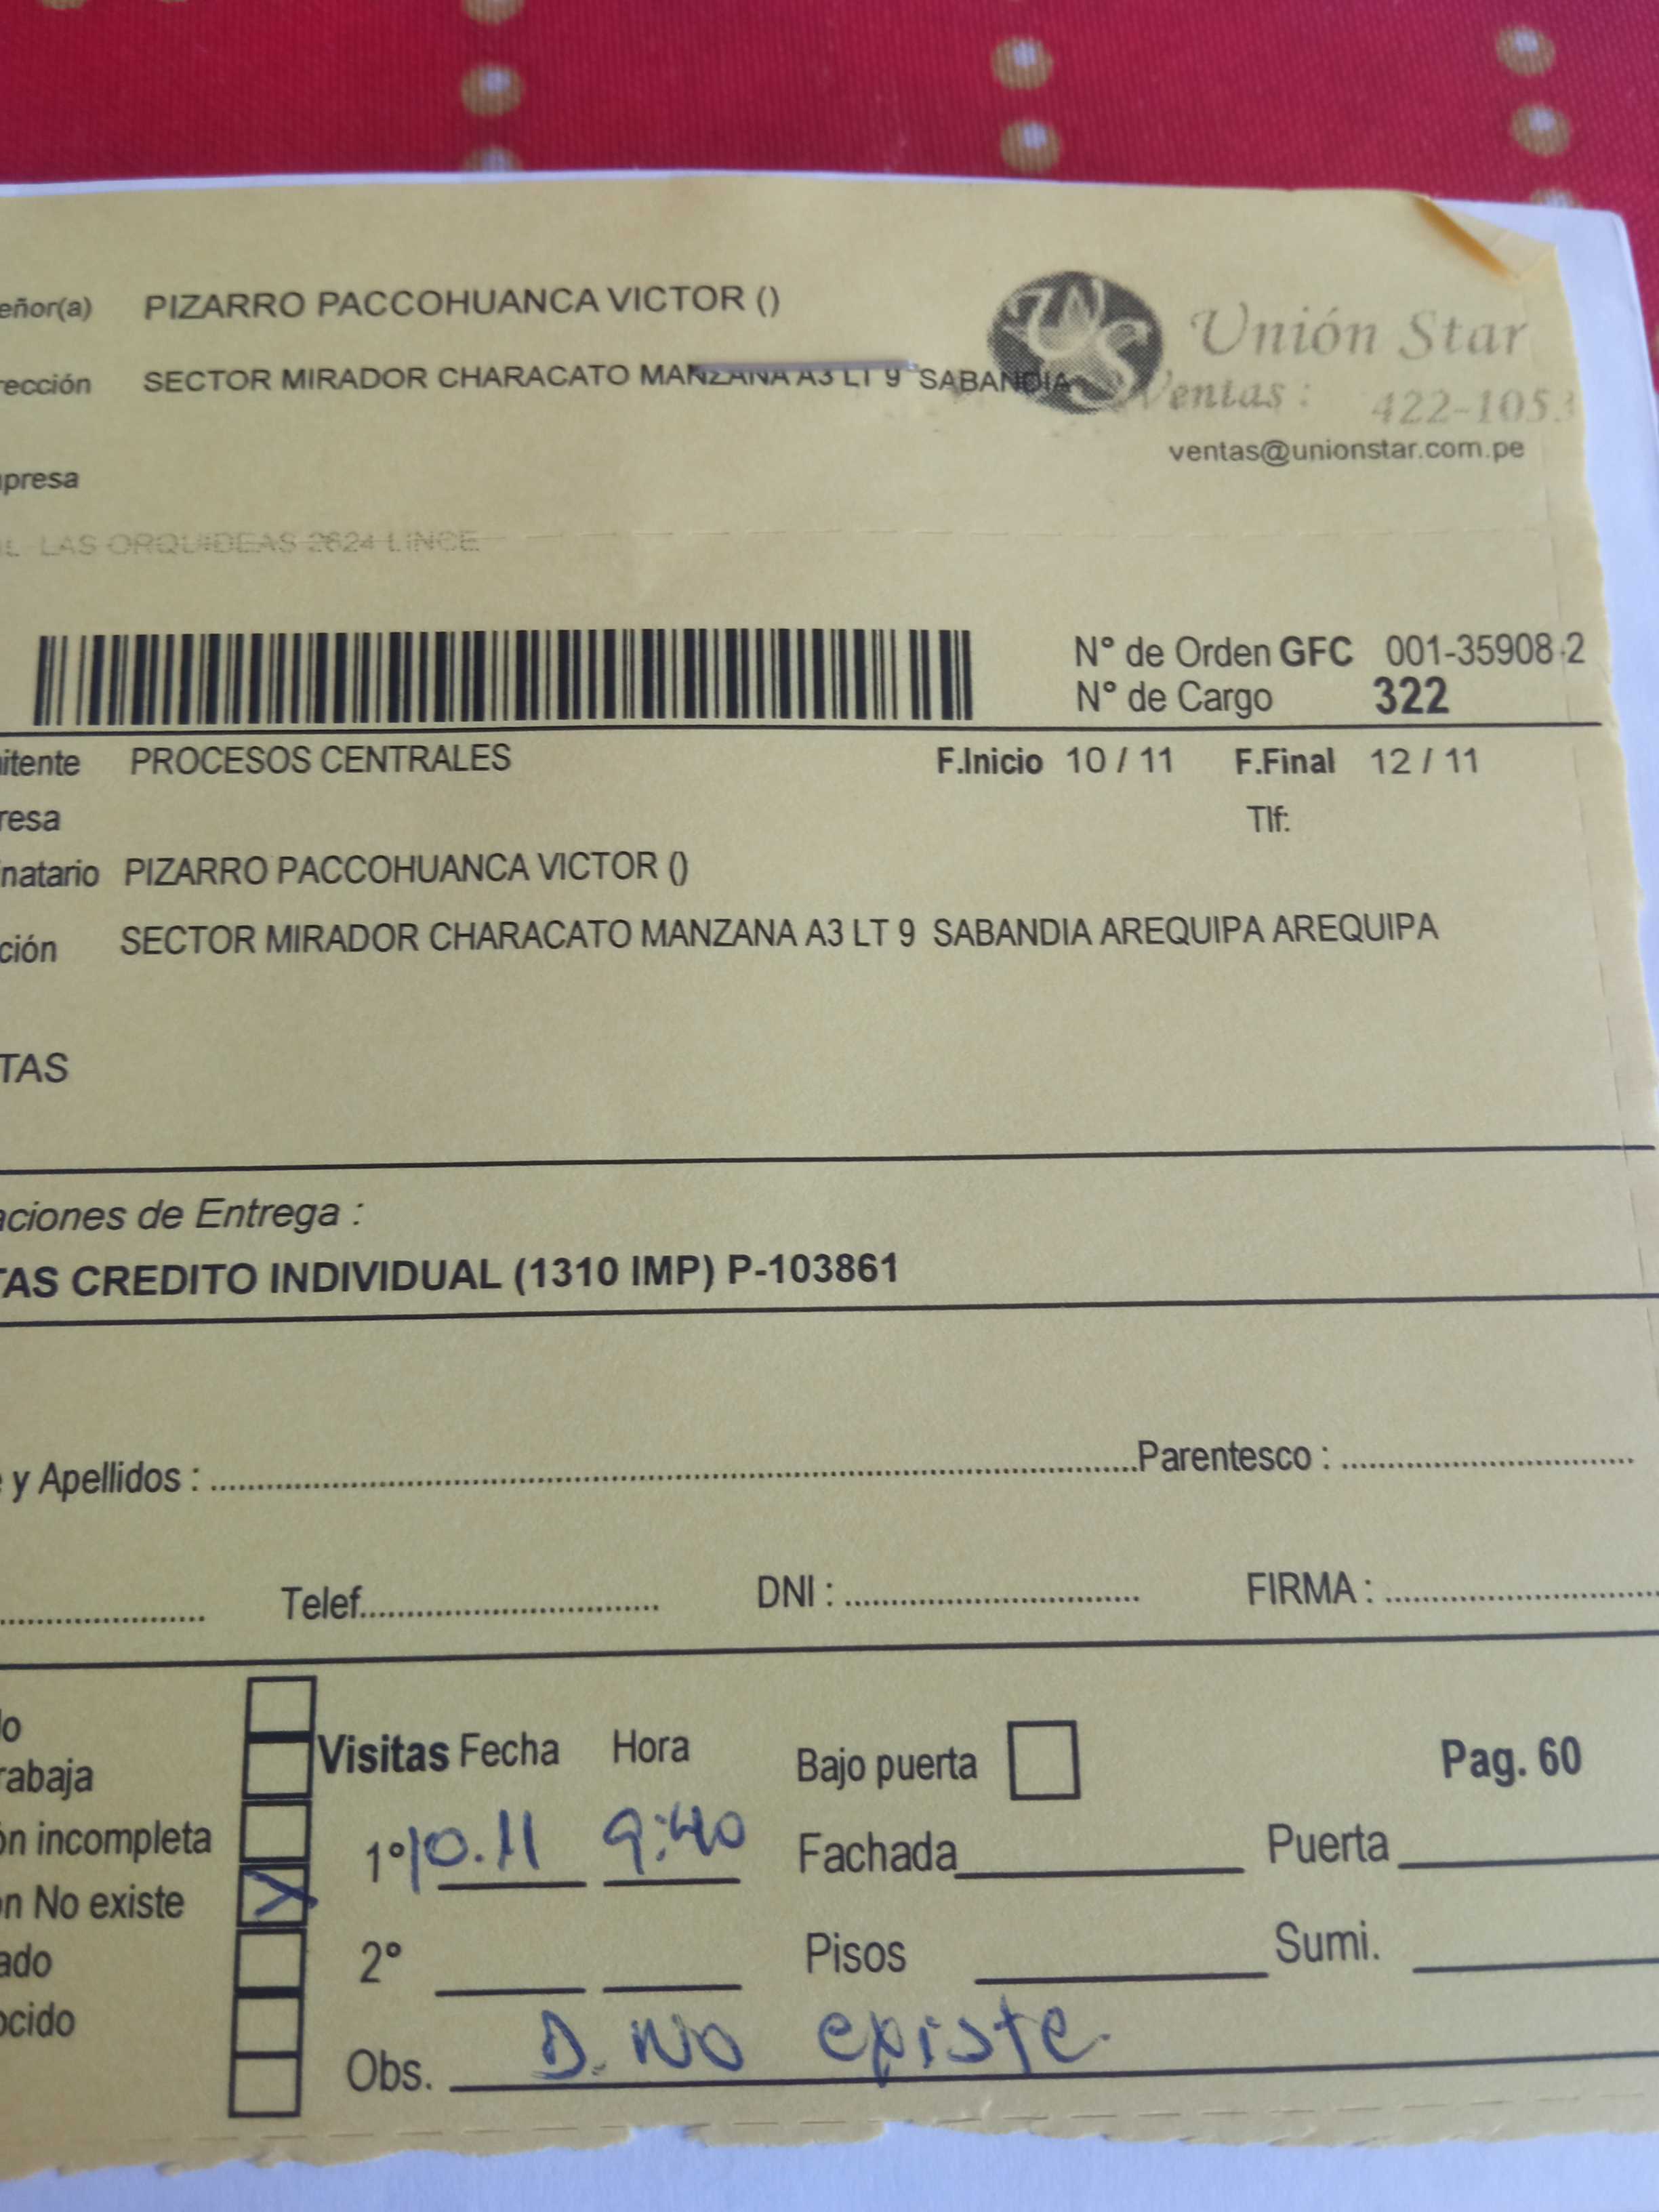 eñor(a) PIZARRO PACCOHUANCA VICTOR ()
Unión Star
rección SECTOR MIRADOR CHARACATO MANZANA A3 LT 9 SABANDIA
Ventas : 422-1053
ventas@unionstar.com.pe
presa
LAS ORQUIDEAS 2624 LINCE
N° de Orden GFC 001-35908-2
N° de Cargo 322
itente PROCESOS CENTRALES F.Inicio 10 / 11 F.Final 12 / 11
resa Tlf:
natario PIZARRO PACCOHUANCA VICTOR ()
ción SECTOR MIRADOR CHARACATO MANZANA A3 LT 9 SABANDIA AREQUIPA AREQUIPA
TAS
aciones de Entrega :
TAS CREDITO INDIVIDUAL (1310 IMP) P-103861
y Apellidos : Parentesco :
Telef. DNI : FIRMA :
do
rabaja
Visitas Fecha Hora Bajo puerta Pag. 60
ón incompleta
1° 10.11 9:40 Fachada Puerta
ón No existe
2° Pisos Sumi.
ado
ocido
Obs. D. No existe